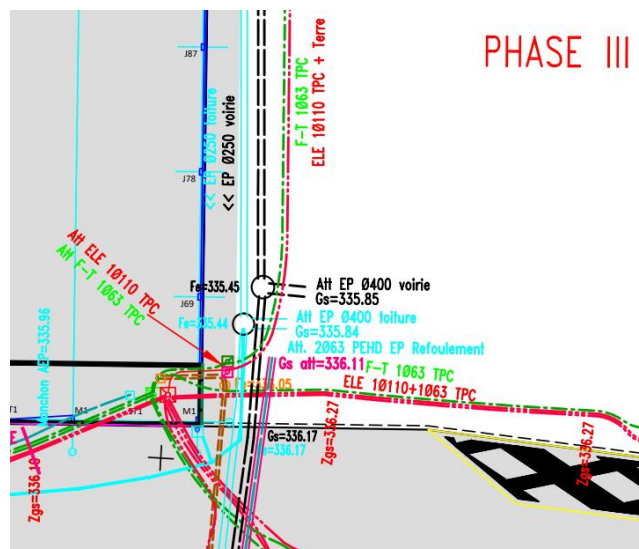 PHASE III
J87
J78
J69
<< EP Ø250 toiture
<< EP Ø250 voirie
F-T 1Ø63 TPC
ELE 1Ø110 TPC + Terre
Att ELE 1Ø110 TPC
Att F-T 1Ø63 TPC
Fe=335.45
Att EP Ø400 voirie
Gs=335.85
Fe=335.44
Att EP Ø400 toiture
Gs=335.84
Att. 2Ø63 PEHD EP Refoulement
Gs att=336.11
F-T 1Ø63 TPC
ELE 1Ø110+1Ø63 TPC
AEP=335.96
M1
M1
Gs=336.17
=336.17
Zgs=336.27
Zgs=336.27